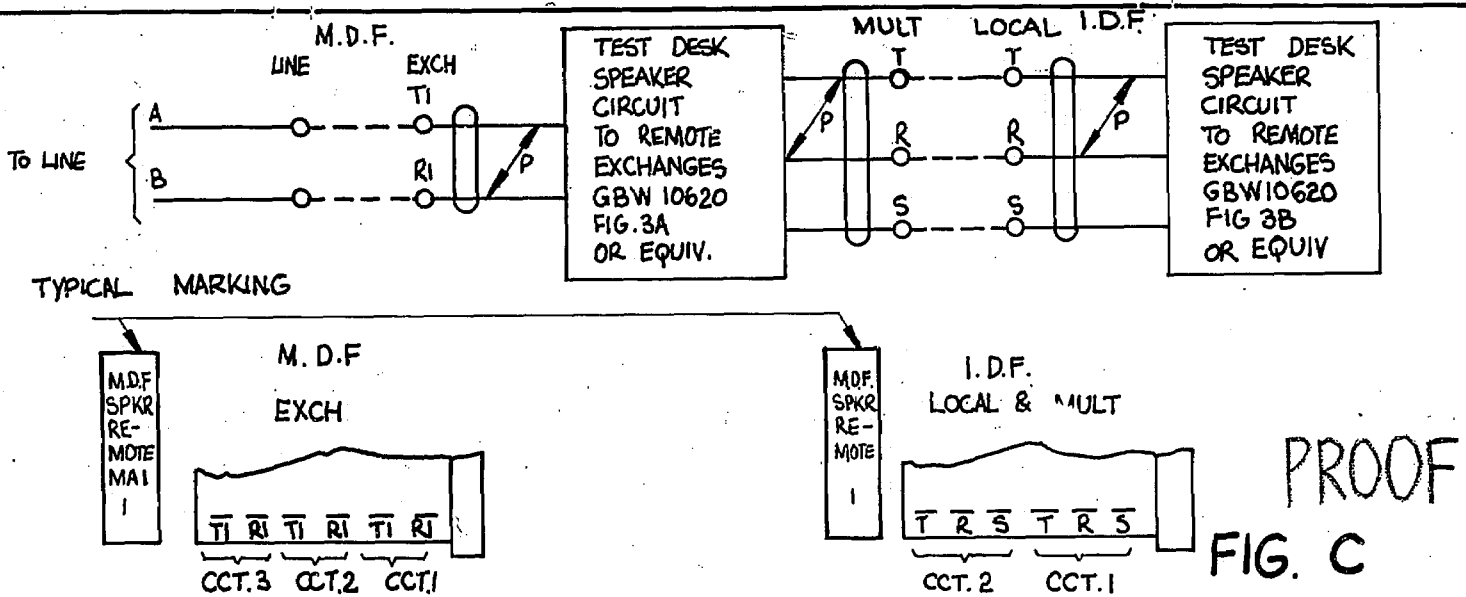 M.D.F.
LINE
EXCH
T1
A
TO LINE
B
R1
P
TEST DESK
SPEAKER
CIRCUIT
TO REMOTE
EXCHANGES
GBW 10620
FIG. 3A
OR EQUIV.
MULT
LOCAL
I.D.F.
T
T
P
R
R
P
S
S
TEST DESK
SPEAKER
CIRCUIT
TO REMOTE
EXCHANGES
GBW 10620
FIG 3B
OR EQUIV
TYPICAL MARKING
M.D.F
SPKR
RE-
MOTE
MA1
1
M.D.F
EXCH
T1 R1 T1 R1 T1 R1
CCT.3 CCT.2 CCT.1
M.D.F.
SPKR
RE-
MOTE
1
I.D.F.
LOCAL & MULT
T R S T R S
CCT. 2 CCT. 1
PROOF
FIG. C